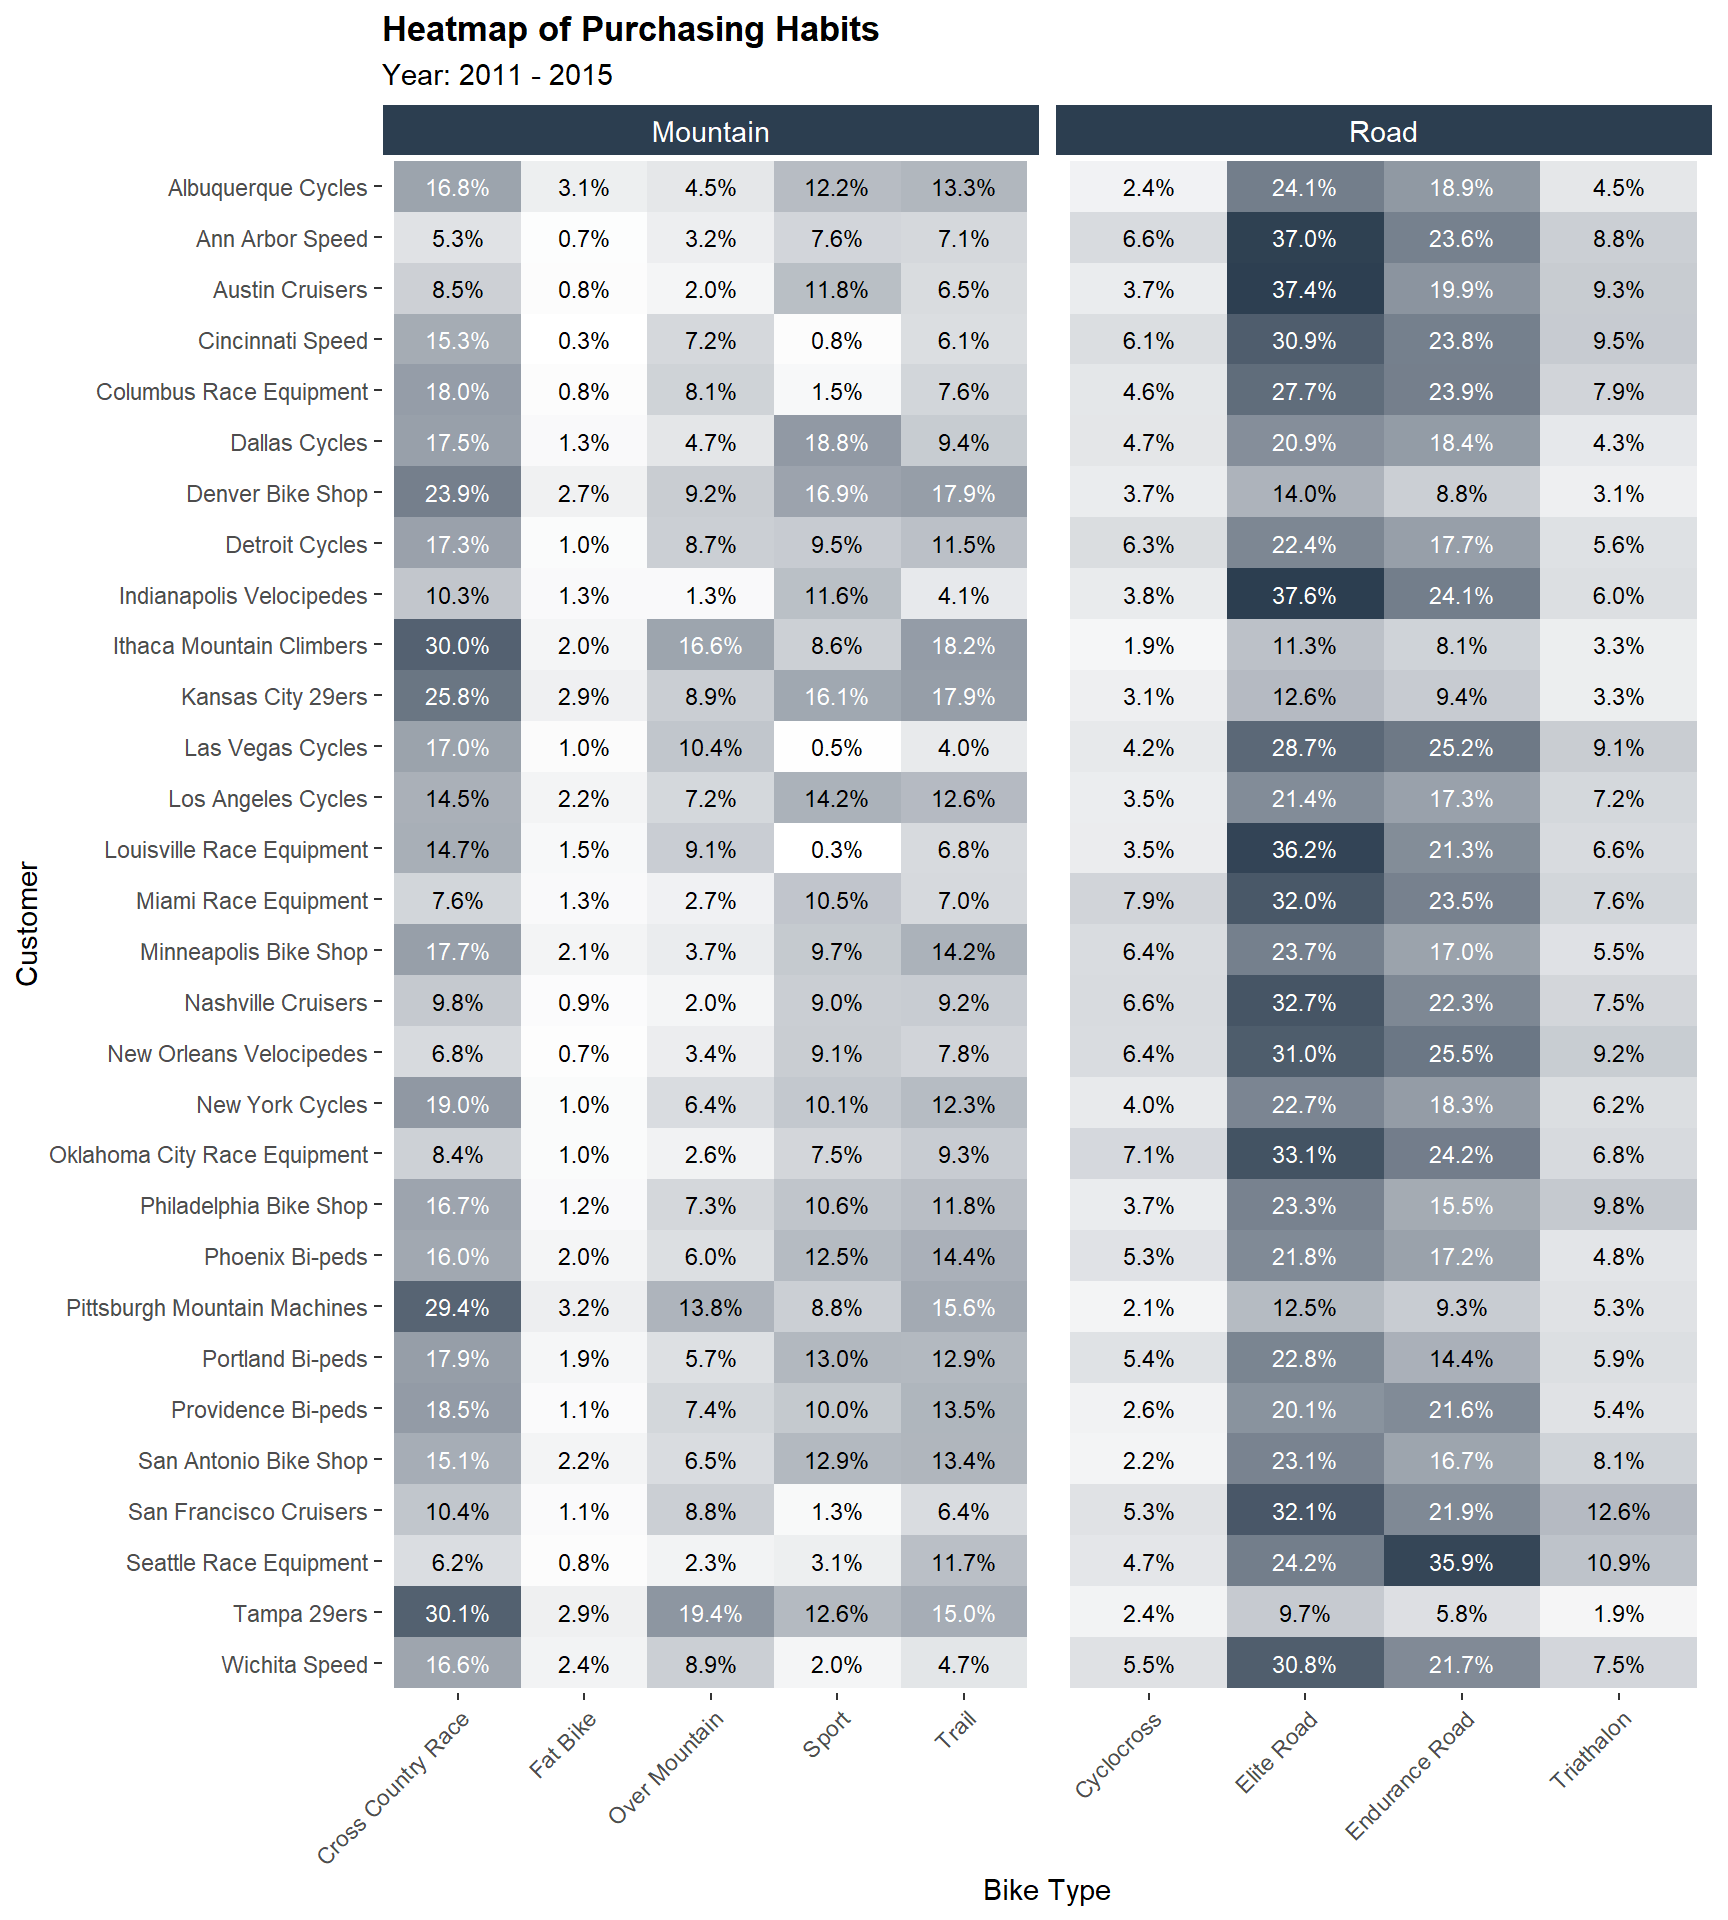 Heatmap of Purchasing Habits
Year: 2011 - 2015
Mountain Road
Albuquerque Cycles 16.8% 3.1% 4.5% 12.2% 13.3% 2.4% 24.1% 18.9% 4.5%
Ann Arbor Speed 5.3% 0.7% 3.2% 7.6% 7.1% 6.6% 37.0% 23.6% 8.8%
Austin Cruisers 8.5% 0.8% 2.0% 11.8% 6.5% 3.7% 37.4% 19.9% 9.3%
Cincinnati Speed 15.3% 0.3% 7.2% 0.8% 6.1% 6.1% 30.9% 23.8% 9.5%
Columbus Race Equipment 18.0% 0.8% 8.1% 1.5% 7.6% 4.6% 27.7% 23.9% 7.9%
Dallas Cycles 17.5% 1.3% 4.7% 18.8% 9.4% 4.7% 20.9% 18.4% 4.3%
Denver Bike Shop 23.9% 2.7% 9.2% 16.9% 17.9% 3.7% 14.0% 8.8% 3.1%
Detroit Cycles 17.3% 1.0% 8.7% 9.5% 11.5% 6.3% 22.4% 17.7% 5.6%
Indianapolis Velocipedes 10.3% 1.3% 1.3% 11.6% 4.1% 3.8% 37.6% 24.1% 6.0%
Ithaca Mountain Climbers 30.0% 2.0% 16.6% 8.6% 18.2% 1.9% 11.3% 8.1% 3.3%
Kansas City 29ers 25.8% 2.9% 8.9% 16.1% 17.9% 3.1% 12.6% 9.4% 3.3%
Las Vegas Cycles 17.0% 1.0% 10.4% 0.5% 4.0% 4.2% 28.7% 25.2% 9.1%
Los Angeles Cycles 14.5% 2.2% 7.2% 14.2% 12.6% 3.5% 21.4% 17.3% 7.2%
Louisville Race Equipment 14.7% 1.5% 9.1% 0.3% 6.8% 3.5% 36.2% 21.3% 6.6%
Miami Race Equipment 7.6% 1.3% 2.7% 10.5% 7.0% 7.9% 32.0% 23.5% 7.6%
Minneapolis Bike Shop 17.7% 2.1% 3.7% 9.7% 14.2% 6.4% 23.7% 17.0% 5.5%
Nashville Cruisers 9.8% 0.9% 2.0% 9.0% 9.2% 6.6% 32.7% 22.3% 7.5%
New Orleans Velocipedes 6.8% 0.7% 3.4% 9.1% 7.8% 6.4% 31.0% 25.5% 9.2%
New York Cycles 19.0% 1.0% 6.4% 10.1% 12.3% 4.0% 22.7% 18.3% 6.2%
Oklahoma City Race Equipment 8.4% 1.0% 2.6% 7.5% 9.3% 7.1% 33.1% 24.2% 6.8%
Philadelphia Bike Shop 16.7% 1.2% 7.3% 10.6% 11.8% 3.7% 23.3% 15.5% 9.8%
Phoenix Bi-peds 16.0% 2.0% 6.0% 12.5% 14.4% 5.3% 21.8% 17.2% 4.8%
Pittsburgh Mountain Machines 29.4% 3.2% 13.8% 8.8% 15.6% 2.1% 12.5% 9.3% 5.3%
Portland Bi-peds 17.9% 1.9% 5.7% 13.0% 12.9% 5.4% 22.8% 14.4% 5.9%
Providence Bi-peds 18.5% 1.1% 7.4% 10.0% 13.5% 2.6% 20.1% 21.6% 5.4%
San Antonio Bike Shop 15.1% 2.2% 6.5% 12.9% 13.4% 2.2% 23.1% 16.7% 8.1%
San Francisco Cruisers 10.4% 1.1% 8.8% 1.3% 6.4% 5.3% 32.1% 21.9% 12.6%
Seattle Race Equipment 6.2% 0.8% 2.3% 3.1% 11.7% 4.7% 24.2% 35.9% 10.9%
Tampa 29ers 30.1% 2.9% 19.4% 12.6% 15.0% 2.4% 9.7% 5.8% 1.9%
Wichita Speed 16.6% 2.4% 8.9% 2.0% 4.7% 5.5% 30.8% 21.7% 7.5%
Customer
Cross Country Race
Fat Bike
Over Mountain
Sport
Trail
Cyclocross
Elite Road
Endurance Road
Triathalon
Bike Type